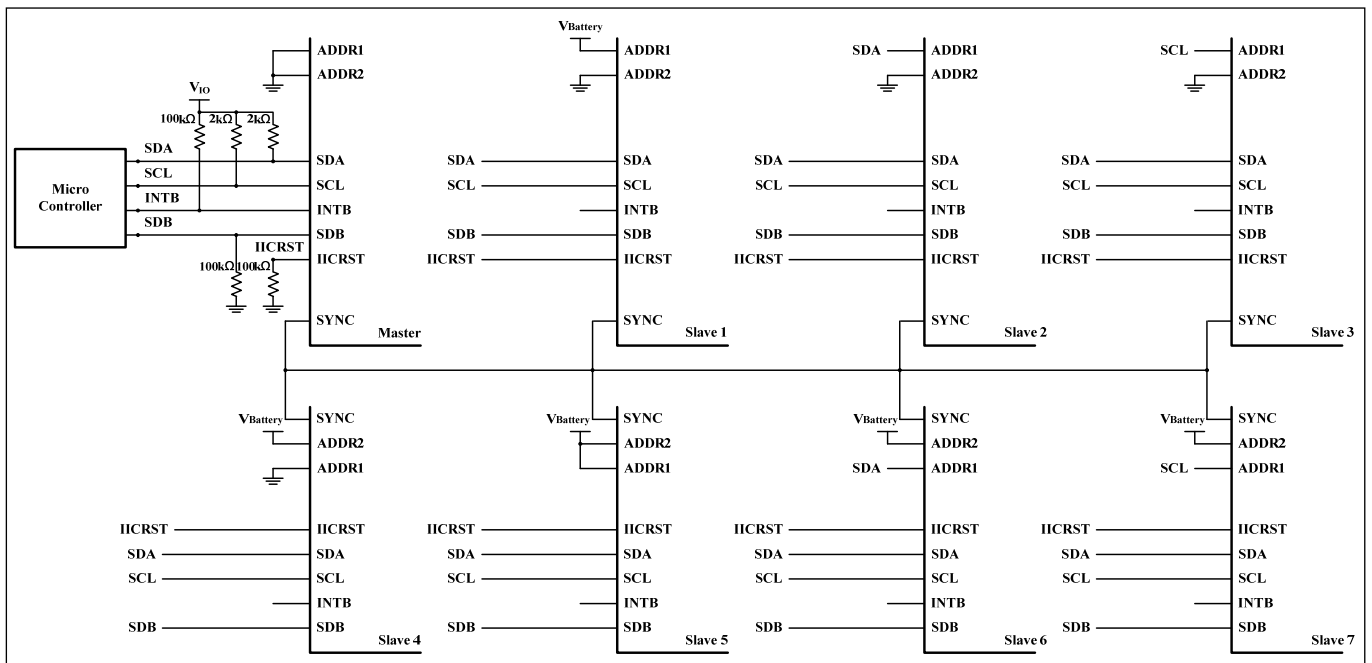 VBattery
ADDR1 ADDR1 SDA ADDR1 SCL ADDR1
ADDR2 ADDR2 ADDR2 ADDR2
VIO
100kΩ 2kΩ 2kΩ
SDA SDA SDA SDA SDA SDA SDA SDA
Micro Controller
SCL SCL SCL SCL SCL SCL SCL SCL
INTB INTB INTB INTB INTB
SDB SDB SDB SDB SDB SDB SDB SDB
IICRST IICRST IICRST IICRST IICRST IICRST IICRST IICRST
100kΩ 100kΩ
SYNC SYNC SYNC SYNC
Master Slave 1 Slave 2 Slave 3
VBattery SYNC VBattery SYNC VBattery SYNC VBattery SYNC
ADDR2 ADDR2 ADDR2 ADDR2
ADDR1 ADDR1 SDA ADDR1 SCL ADDR1
IICRST IICRST IICRST IICRST IICRST IICRST IICRST IICRST
SDA SDA SDA SDA SDA SDA SDA SDA
SCL SCL SCL SCL SCL SCL SCL SCL
INTB INTB INTB INTB
SDB SDB SDB SDB SDB SDB SDB SDB
Slave 4 Slave 5 Slave 6 Slave 7